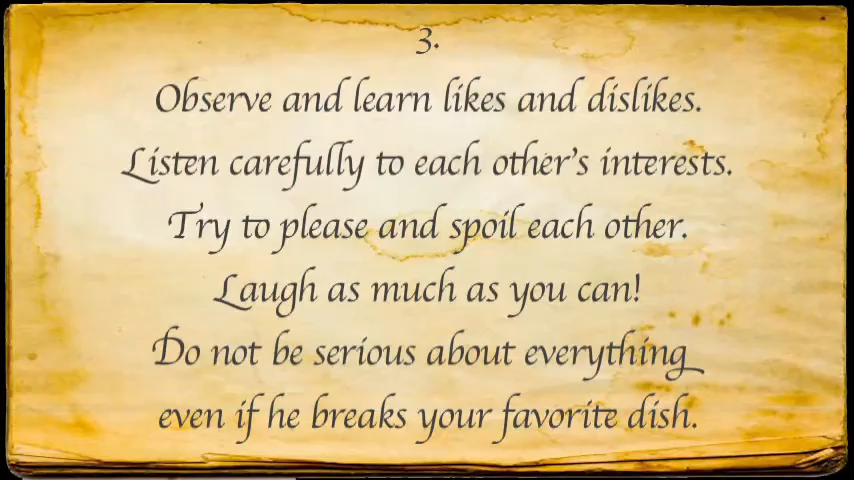 3.
Observe and learn likes and dislikes.
Listen carefully to each other's interests.
Try to please and spoil each other.
Laugh as much as you can!
Do not be serious about everything
even if he breaks your favorite dish.